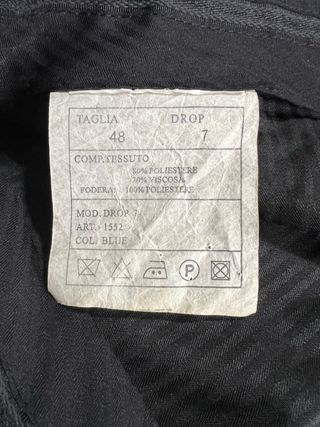 TAGLIA DROP
48 7
COMP.TESSUTO
80% POLIESTERE
20% VISCOSA
FODERA: 100% POLIESTERE
MOD. DROP 7
ART. 1552
COL. BLUE
P